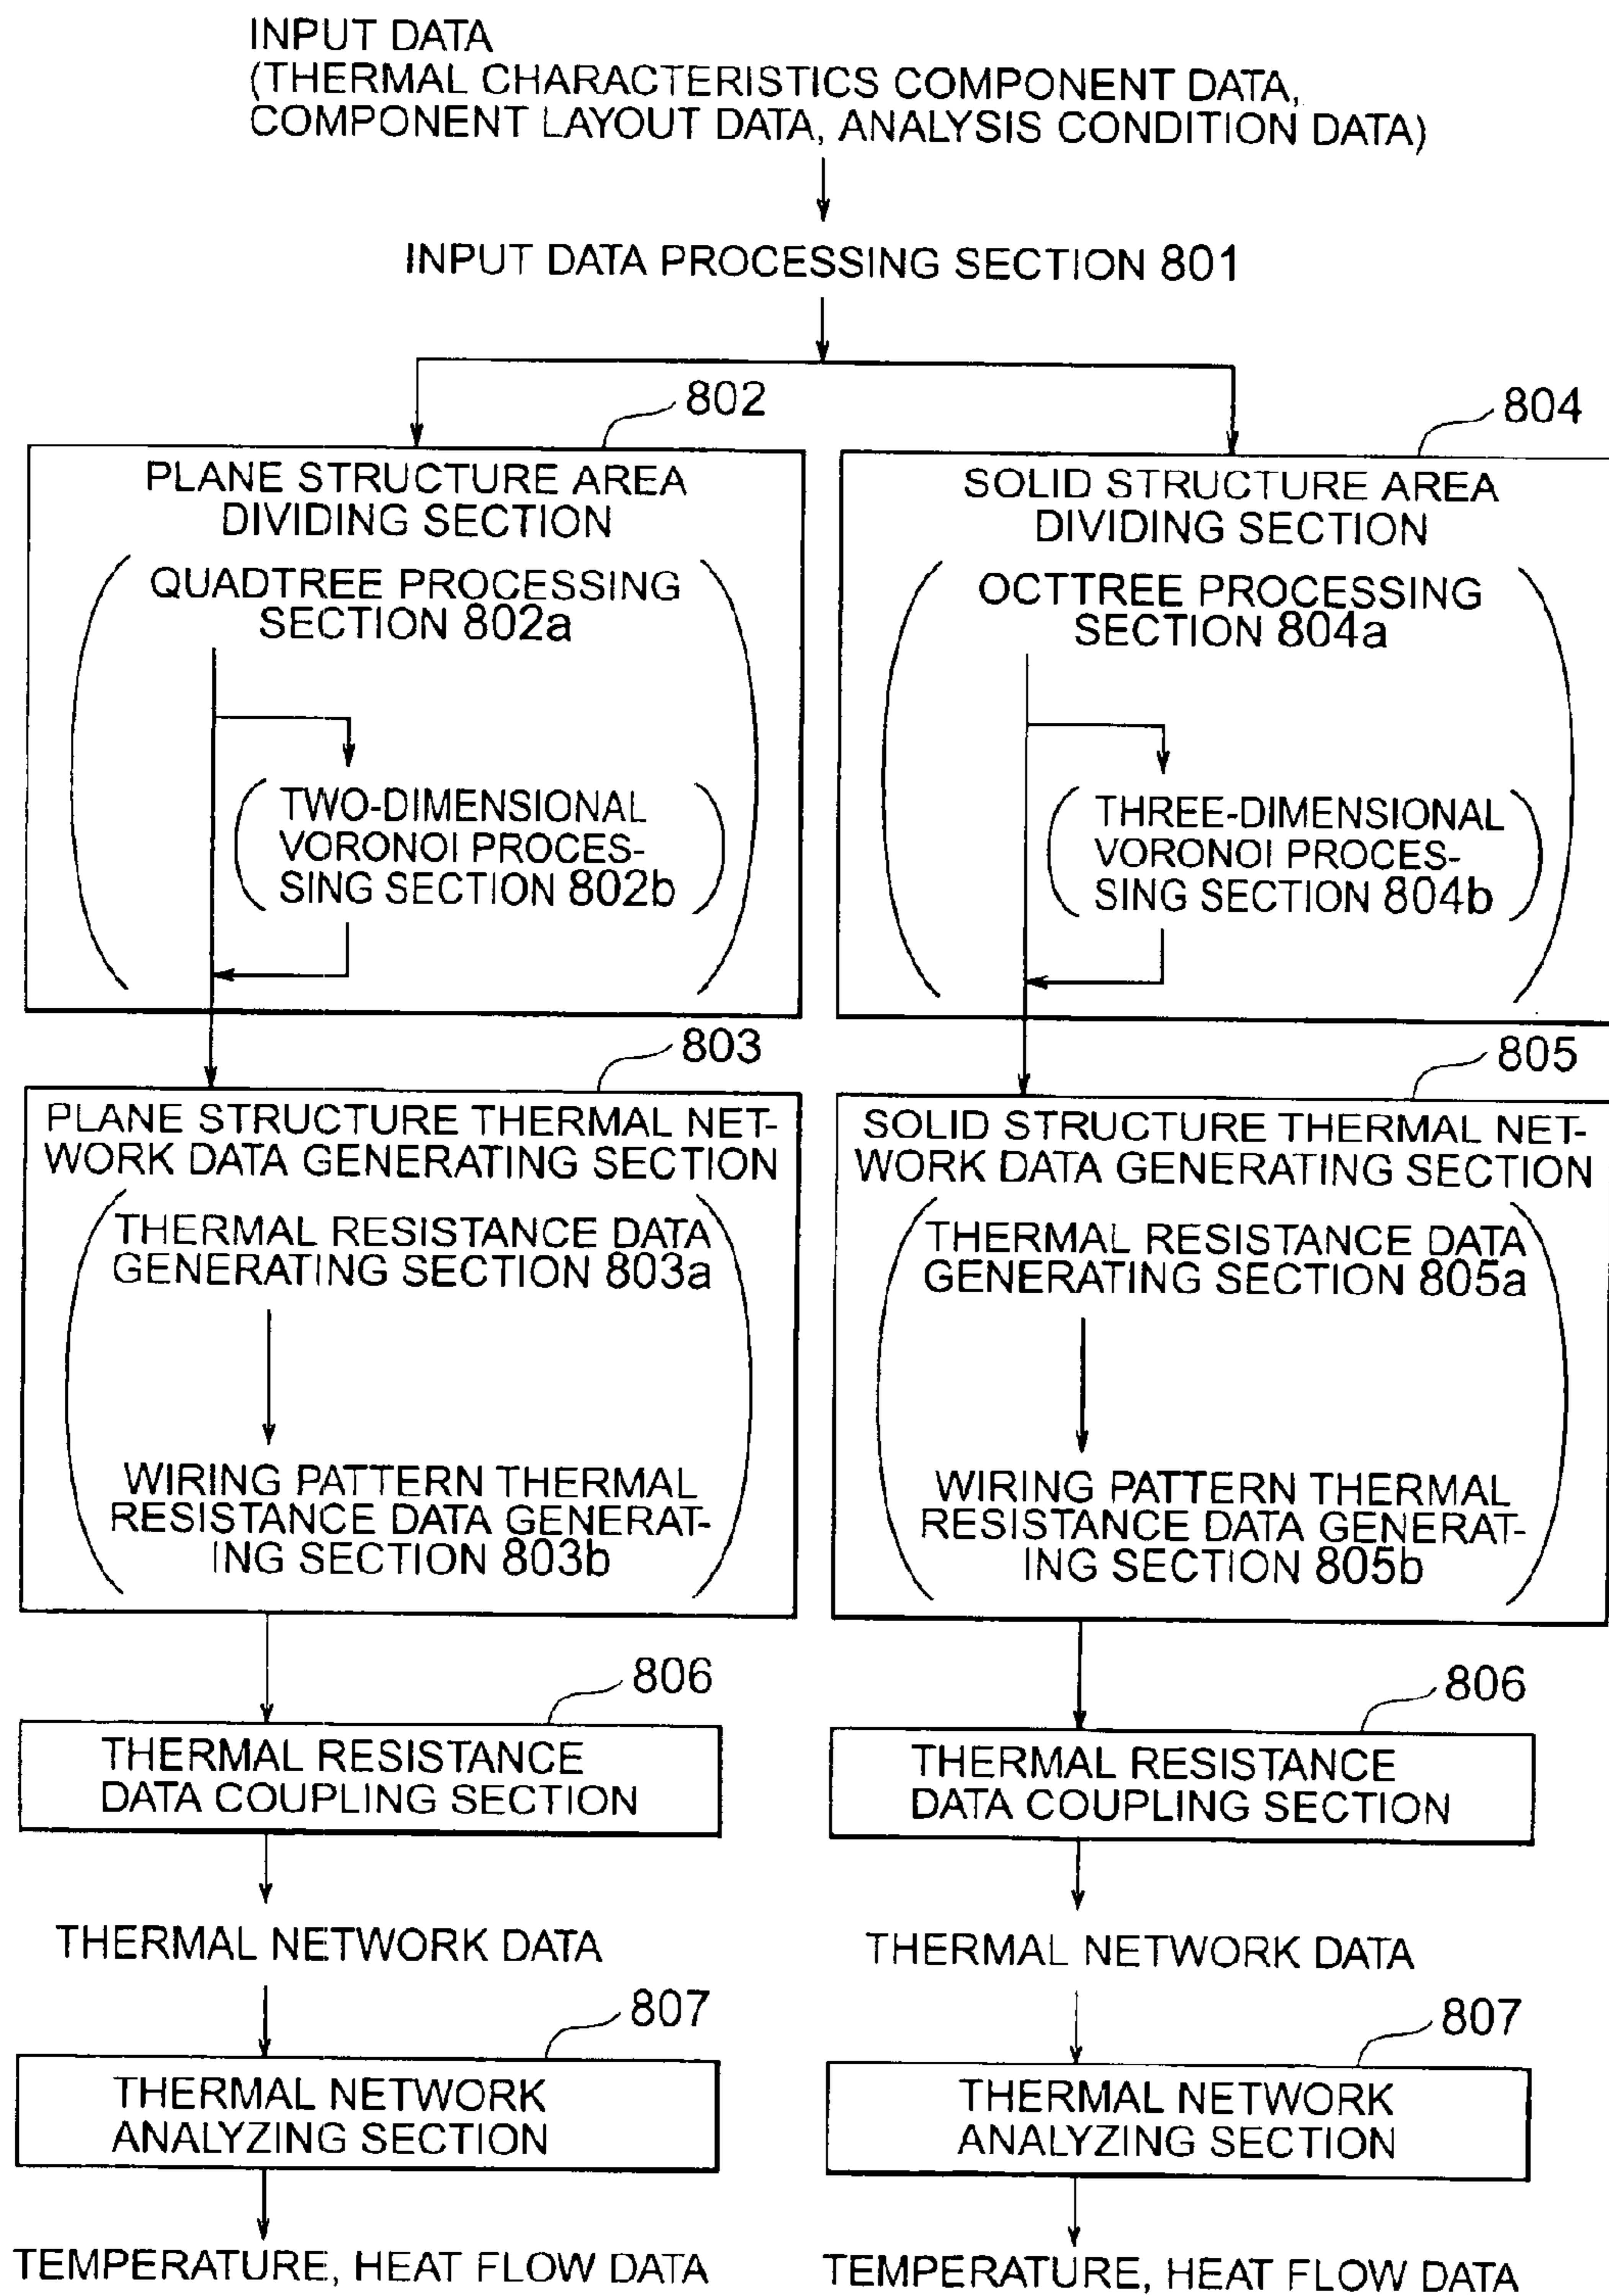 INPUT DATA
(THERMAL CHARACTERISTICS COMPONENT DATA,
COMPONENT LAYOUT DATA, ANALYSIS CONDITION DATA)
INPUT DATA PROCESSING SECTION 801
802
PLANE STRUCTURE AREA
DIVIDING SECTION
QUADTREE PROCESSING
SECTION 802a
TWO-DIMENSIONAL
VORONOI PROCES-
SING SECTION 802b
803
PLANE STRUCTURE THERMAL NET-
WORK DATA GENERATING SECTION
THERMAL RESISTANCE DATA
GENERATING SECTION 803a
WIRING PATTERN THERMAL
RESISTANCE DATA GENERAT-
ING SECTION 803b
806
THERMAL RESISTANCE
DATA COUPLING SECTION
THERMAL NETWORK DATA
807
THERMAL NETWORK
ANALYZING SECTION
TEMPERATURE, HEAT FLOW DATA
804
SOLID STRUCTURE AREA
DIVIDING SECTION
OCTTREE PROCESSING
SECTION 804a
THREE-DIMENSIONAL
VORONOI PROCES-
SING SECTION 804b
805
SOLID STRUCTURE THERMAL NET-
WORK DATA GENERATING SECTION
THERMAL RESISTANCE DATA
GENERATING SECTION 805a
WIRING PATTERN THERMAL
RESISTANCE DATA GENERAT-
ING SECTION 805b
806
THERMAL RESISTANCE
DATA COUPLING SECTION
THERMAL NETWORK DATA
807
THERMAL NETWORK
ANALYZING SECTION
TEMPERATURE, HEAT FLOW DATA